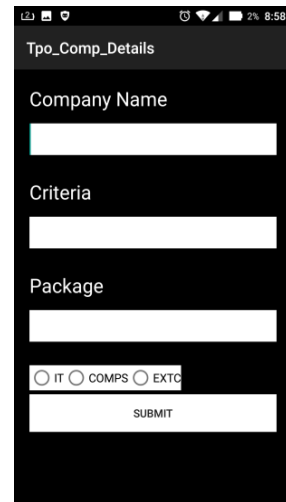 2% 8:58
Tpo_Comp_Details
Company Name
Criteria
Package
IT COMPS EXTC
SUBMIT